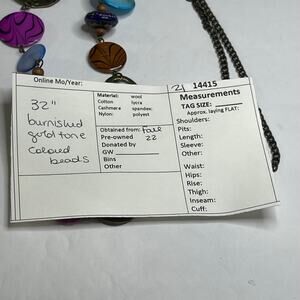 Online Mo/Year:
21 14415
32"
burnished
gold tone
colored
beads
Material: wool
Cotton lycra
Cashmere spandex:
Nylon: polyest
Obtained from: fall
Pre-owned 22
Donated by
GW
Bins
Other
Measurements
TAG SIZE:
Approx. laying FLAT:
Shoulders:
Pits:
Length:
Sleeve:
Other:
Waist:
Hips:
Rise:
Thigh:
Inseam:
Cuff: